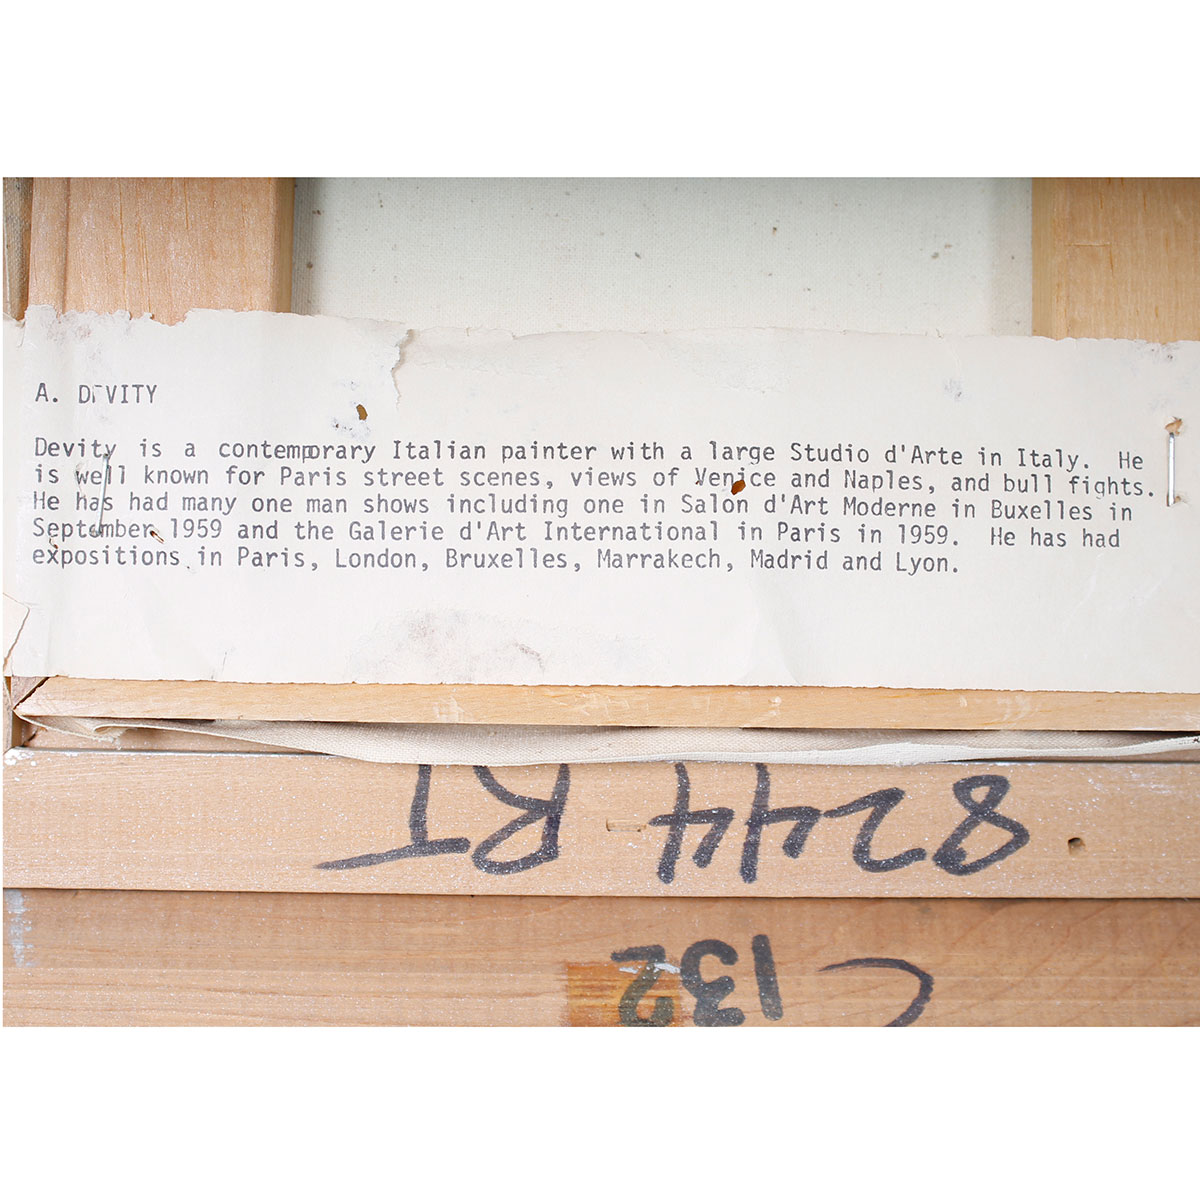 A. DEVITY
Devity is a contemporary Italian painter with a large Studio d'Arte in Italy. He
is well known for Paris street scenes, views of Venice and Naples, and bull fights.
He has had many one man shows including one in Salon d'Art Moderne in Buxelles in
September 1959 and the Galerie d'Art International in Paris in 1959. He has had
expositions in Paris, London, Bruxelles, Marrakech, Madrid and Lyon.
8244 RT
C 132